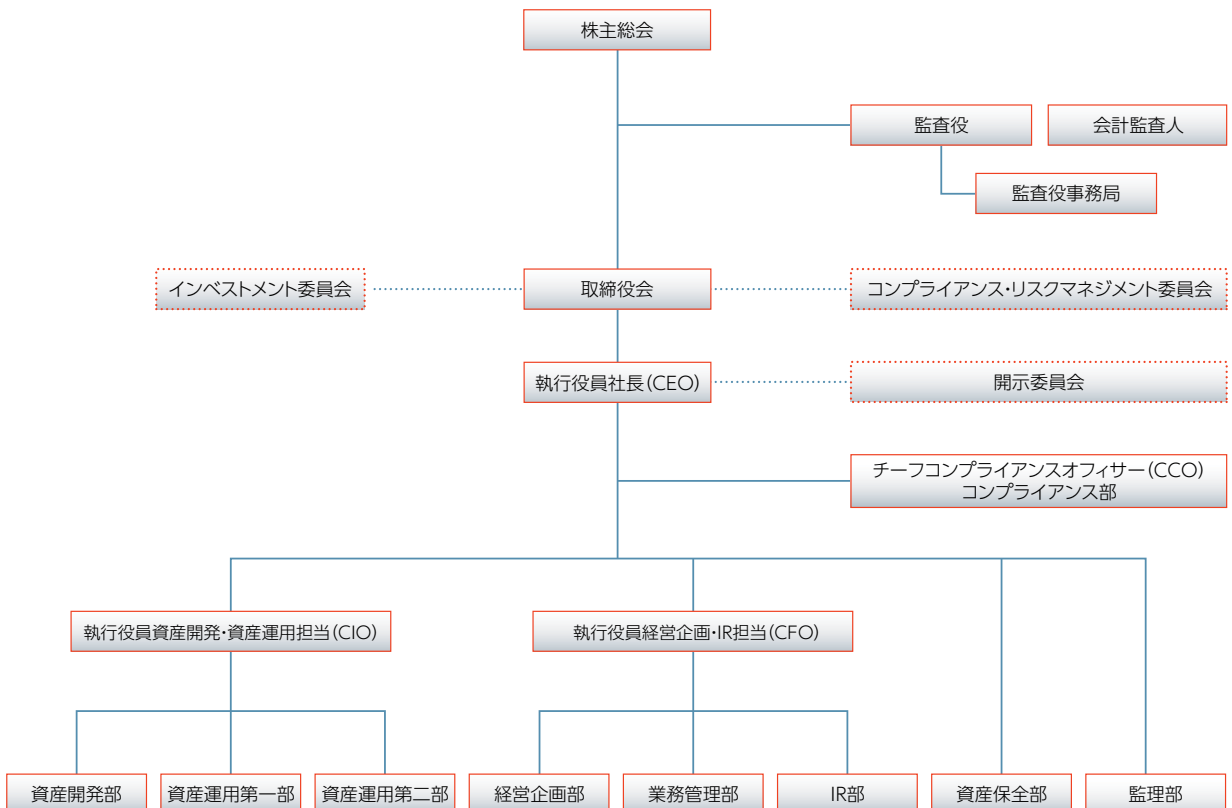 株主総会
監査役
会計監査人
監査役事務局
インベストメント委員会
取締役会
コンプライアンス・リスクマネジメント委員会
執行役員社長(CEO)
開示委員会
チーフコンプライアンスオフィサー(CCO)
コンプライアンス部
執行役員資産開発・資産運用担当(CIO)
執行役員経営企画・IR担当(CFO)
資産開発部
資産運用第一部
資産運用第二部
経営企画部
業務管理部
IR部
資産保全部
監理部